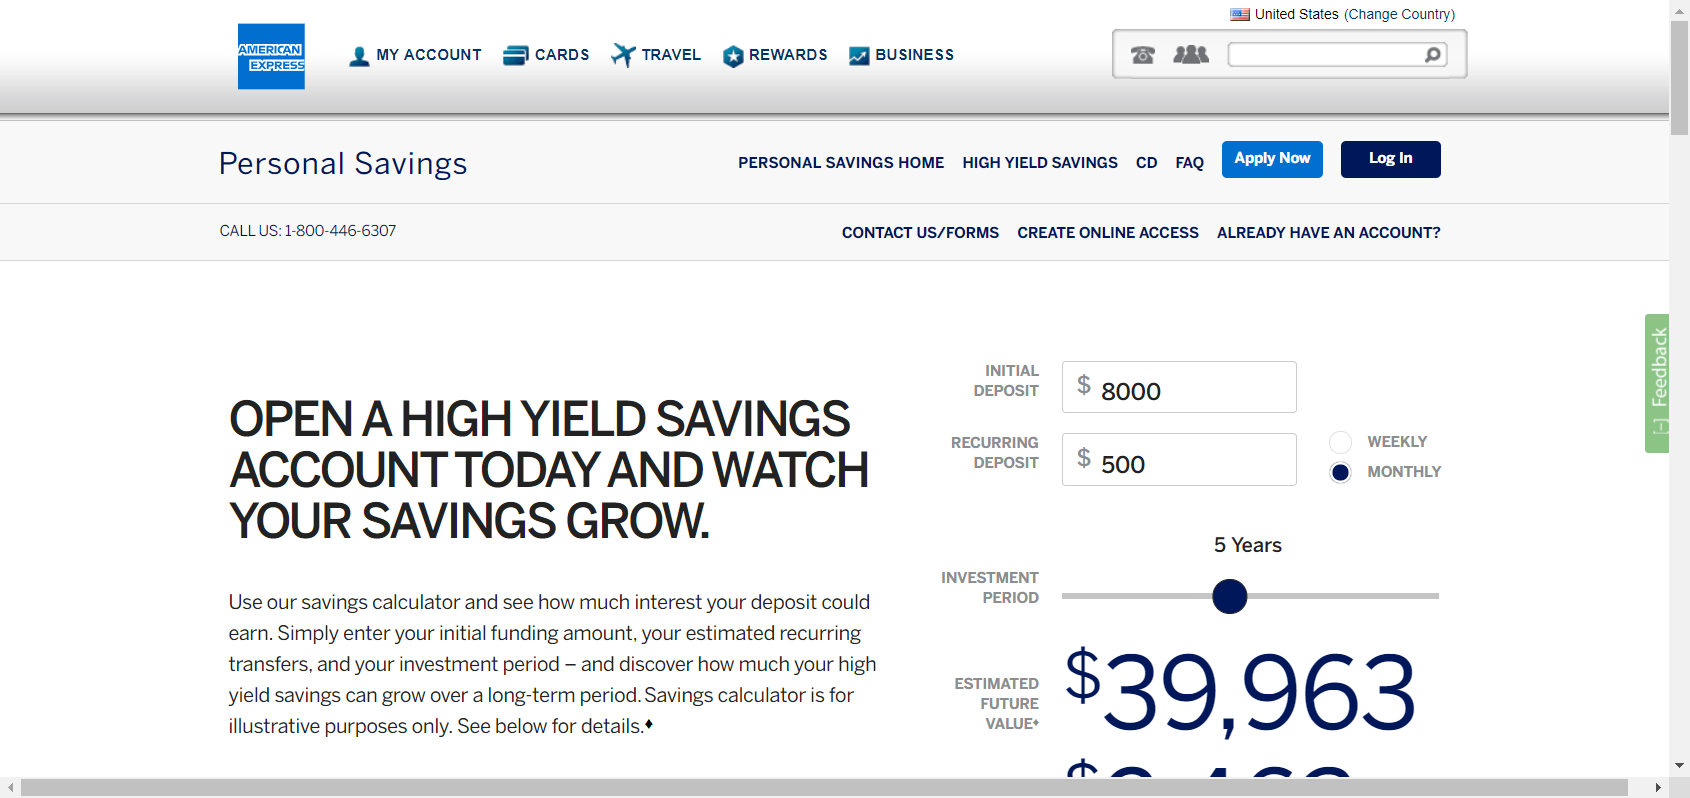 United States (Change Country)
AMERICAN
EXPRESS
MY ACCOUNT
CARDS
TRAVEL
REWARDS
BUSINESS
Personal Savings
PERSONAL SAVINGS HOME
HIGH YIELD SAVINGS
CD
FAQ
Apply Now
Log In
CALL US: 1-800-446-6307
CONTACT US/FORMS
CREATE ONLINE ACCESS
ALREADY HAVE AN ACCOUNT?
OPEN A HIGH YIELD SAVINGS
ACCOUNT TODAY AND WATCH
YOUR SAVINGS GROW.
Use our savings calculator and see how much interest your deposit could
earn. Simply enter your initial funding amount, your estimated recurring
transfers, and your investment period – and discover how much your high
yield savings can grow over a long-term period. Savings calculator is for
illustrative purposes only. See below for details.♦
INITIAL
DEPOSIT
$ 8000
RECURRING
DEPOSIT
$ 500
WEEKLY
MONTHLY
5 Years
INVESTMENT
PERIOD
ESTIMATED
FUTURE
VALUE♦
$39,963
[-] Feedback